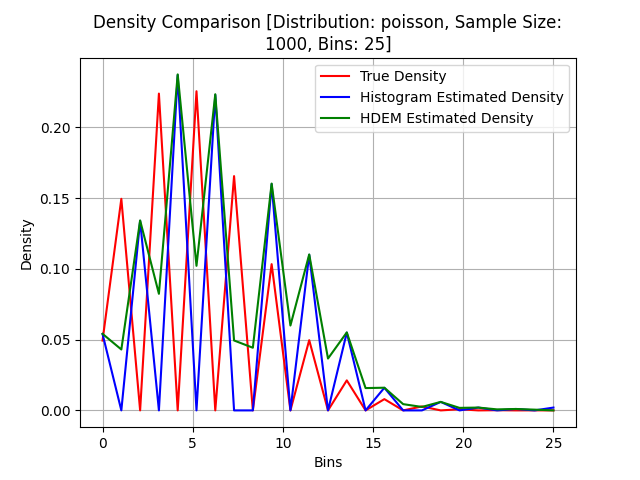 Density Comparison [Distribution: poisson, Sample Size:
1000, Bins: 25]
True Density
Histogram Estimated Density
HDEM Estimated Density
Density
0.20
0.15
0.10
0.05
0.00
0 5 10 15 20 25
Bins